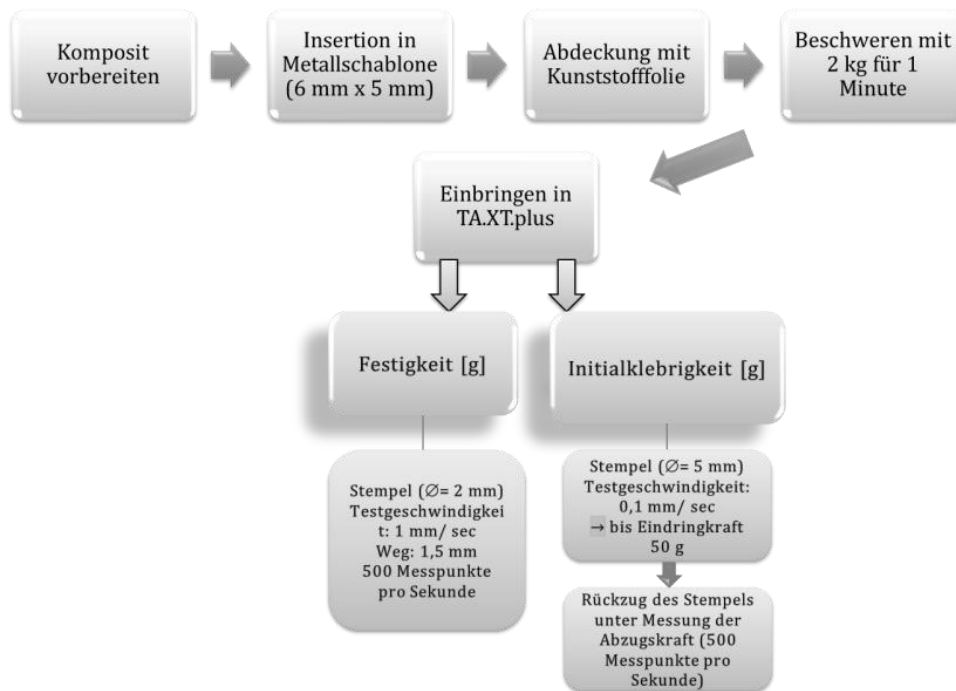 Komposit
vorbereiten
Insertion in
Metallschablone
(6 mm x 5 mm)
Abdeckung mit
Kunststofffolie
Beschweren mit
2 kg für 1
Minute
Einbringen in
TA.XT.plus
Festigkeit [g]
Initialklebrigkeit [g]
Stempel (∅= 2 mm)
Testgeschwindigkei
t: 1 mm/ sec
Weg: 1,5 mm
500 Messpunkte
pro Sekunde
Stempel (∅= 5 mm)
Testgeschwindigkeit:
0,1 mm/ sec
→ bis Eindringkraft
50 g
Rückzug des Stempels
unter Messung der
Abzugskraft (500
Messpunkte pro
Sekunde)